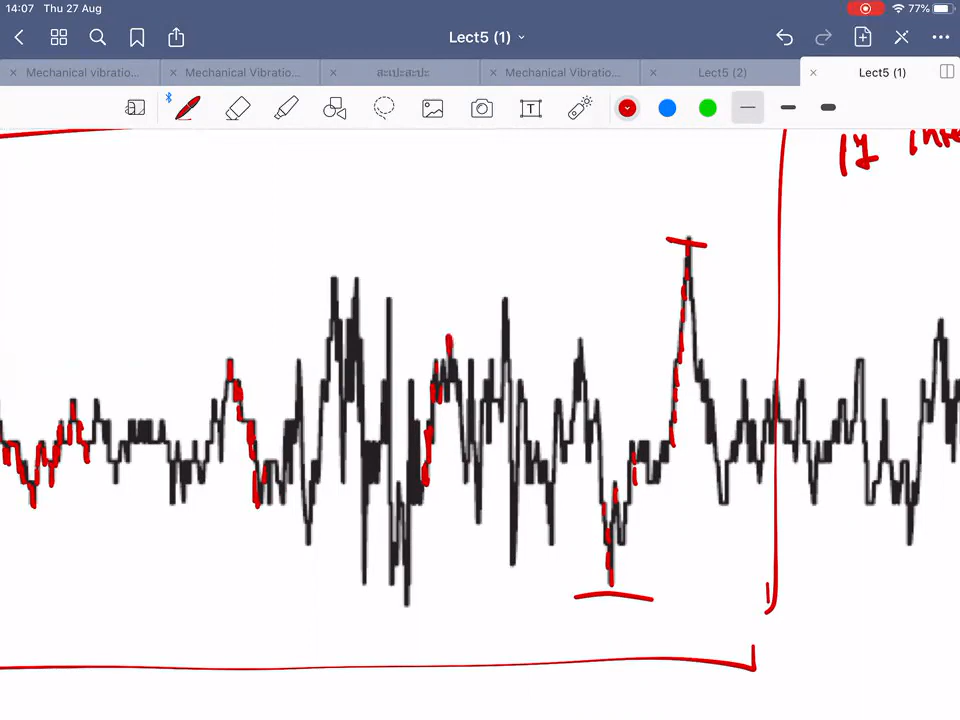 14:07 Thu 27 Aug 77%
Lect5 (1)
Mechanical vibratio... Mechanical Vibratio... สะเปะสะปะ Mechanical Vibratio... Lect5 (2) Lect5 (1)
T